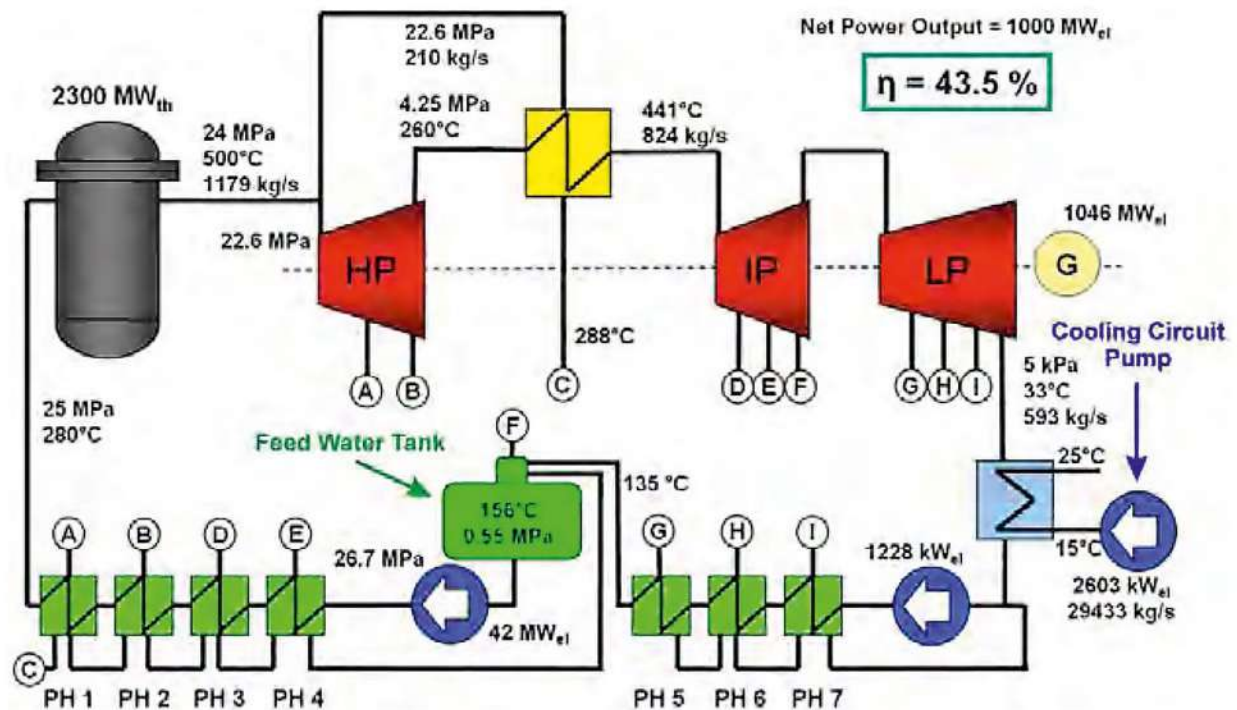 22.6 MPa
210 kg/s
Net Power Output = 1000 MWel
η = 43.5 %
2300 MWth
24 MPa
500°C
1179 kg/s
4.25 MPa
260°C
441°C
824 kg/s
22.6 MPa
HP
IP
LP
1046 MWel
G
A
B
C
288°C
D
E
F
G
H
I
Cooling Circuit
Pump
5 kPa
33°C
593 kg/s
25 MPa
280°C
Feed Water Tank
F
135 °C
25°C
156°C
0.55 MPa
A
B
D
E
26.7 MPa
42 MWel
G
H
I
1228 kWel
15°C
2603 kWel
29433 kg/s
C
PH 1
PH 2
PH 3
PH 4
PH 5
PH 6
PH 7